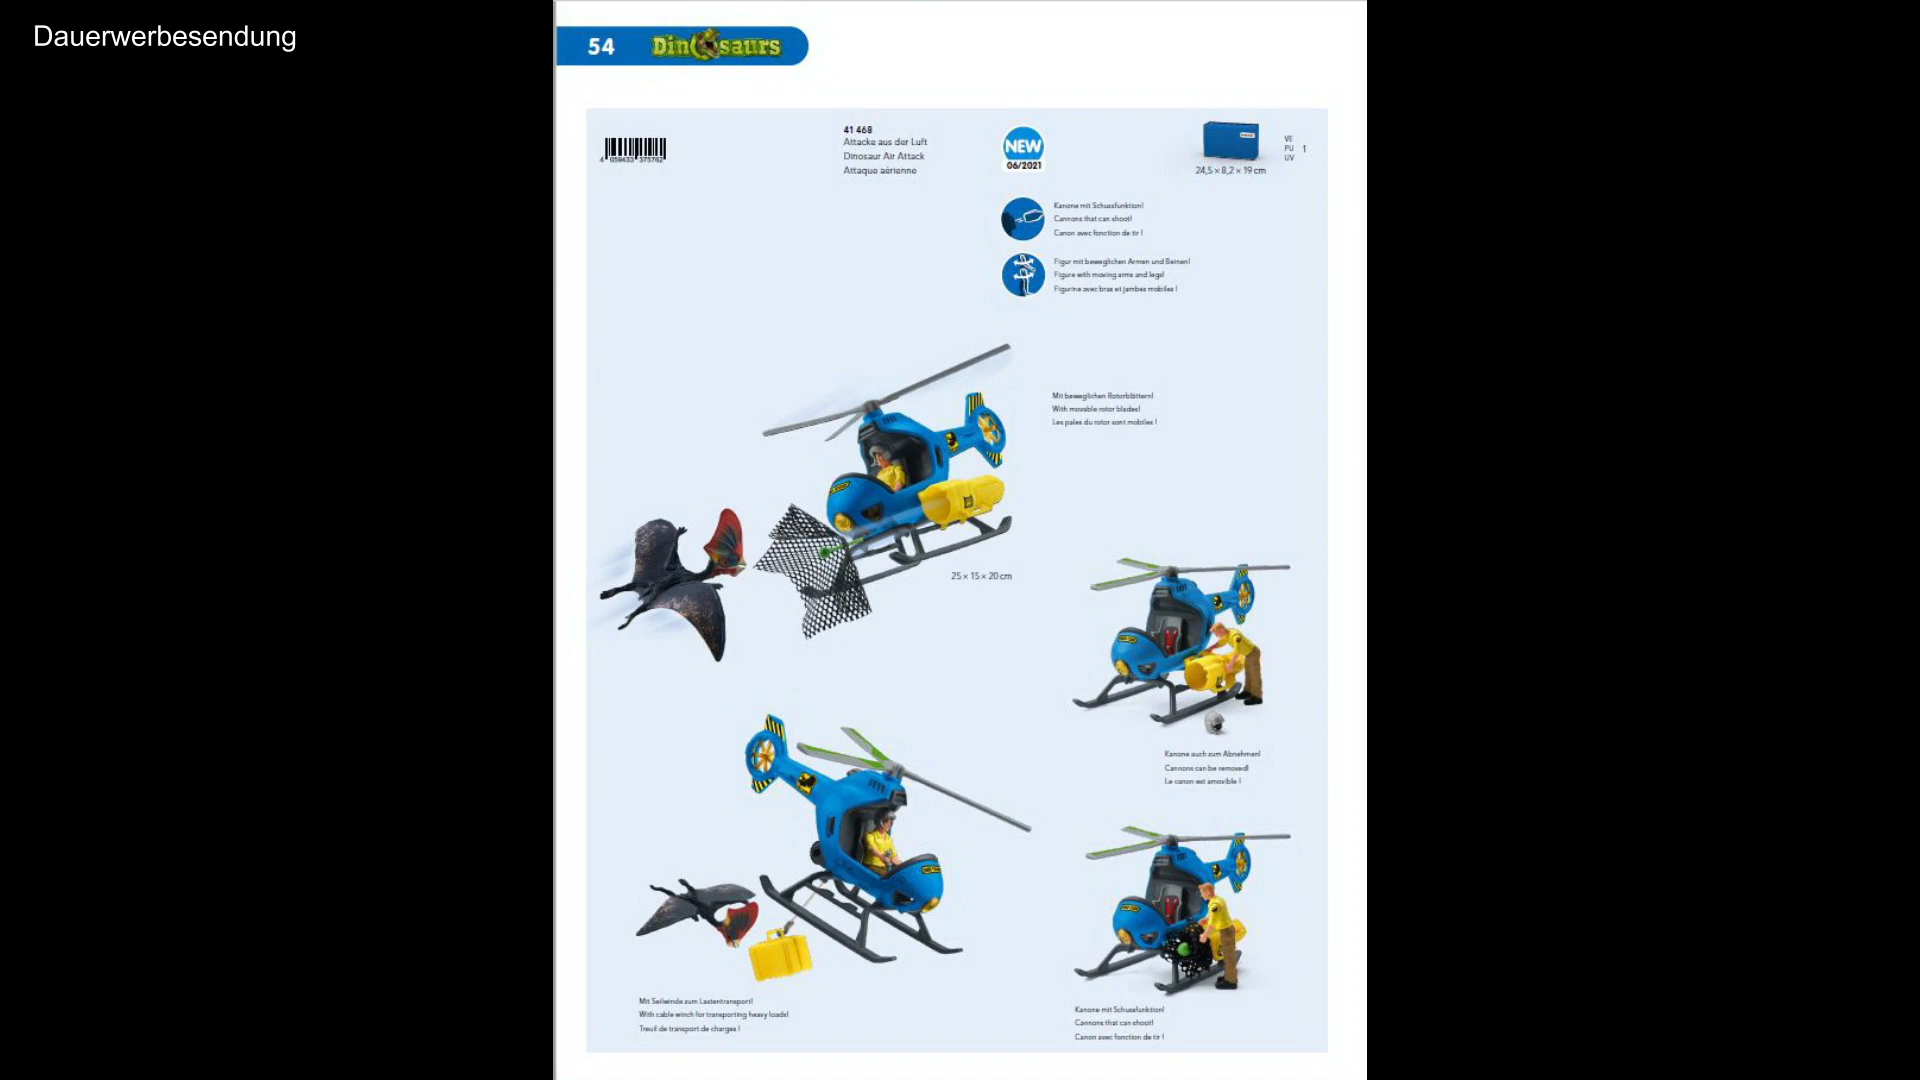 Dauerwerbesendung
54 Dinosaurs
4 059433 375762
41 468
Attacke aus der Luft
Dinosaur Air Attack
Attaque aérienne
NEW
06/2021
24,5 × 8,2 × 19 cm
VE
PU 1
UV
Kanone mit Schussfunktion!
Cannons that can shoot!
Canon avec fonction de tir !
Figur mit beweglichen Armen und Beinen!
Figure with moving arms and legs!
Figurine avec bras et jambes mobiles !
Mit beweglichen Rotorblättern!
With movable rotor blades!
Les pales du rotor sont mobiles !
25 × 15 × 20 cm
Kanone auch zum Abnehmen!
Cannons can be removed!
Le canon est amovible !
Mit Seilwinde zum Lastentransport!
With cable winch for transporting heavy loads!
Treuil de transport de charges !
Kanone mit Schussfunktion!
Cannons that can shoot!
Canon avec fonction de tir !